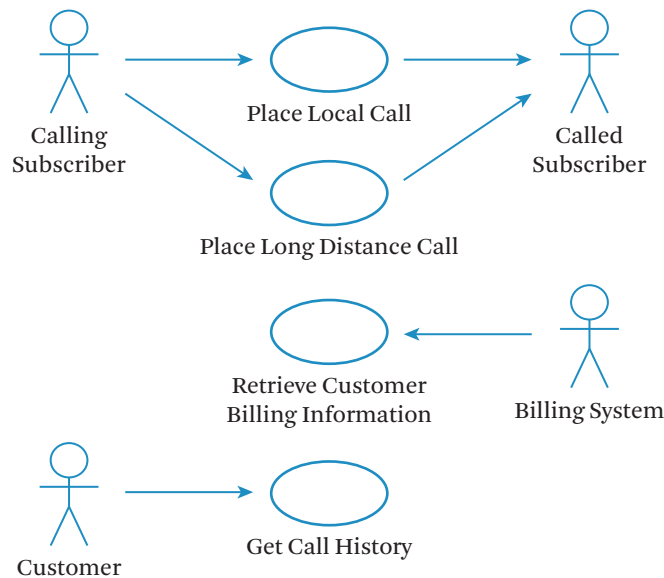 Place Local Call
Calling
Subscriber
Called
Subscriber
Place Long Distance Call
Retrieve Customer
Billing Information
Billing System
Get Call History
Customer